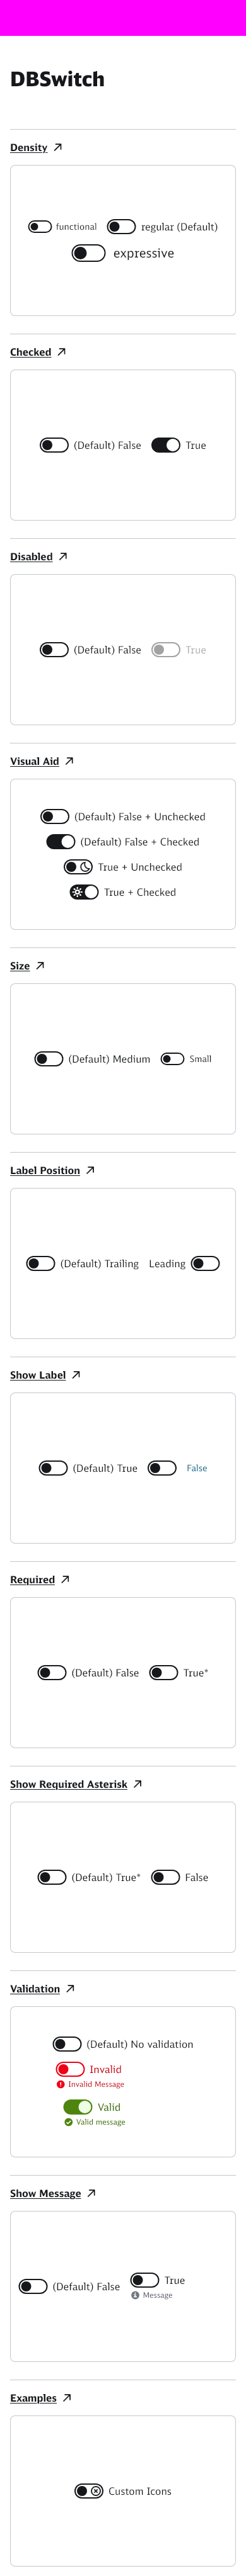 DBSwitch
Density
functional
regular (Default)
expressive
Checked
(Default) False
True
Disabled
(Default) False
True
Visual Aid
(Default) False + Unchecked
(Default) False + Checked
True + Unchecked
True + Checked
Size
(Default) Medium
Small
Label Position
(Default) Trailing
Leading
Show Label
(Default) True
False
Required
(Default) False
True*
Show Required Asterisk
(Default) True*
False
Validation
(Default) No validation
Invalid
Invalid Message
Valid
Valid message
Show Message
(Default) False
True
Message
Examples
Custom Icons